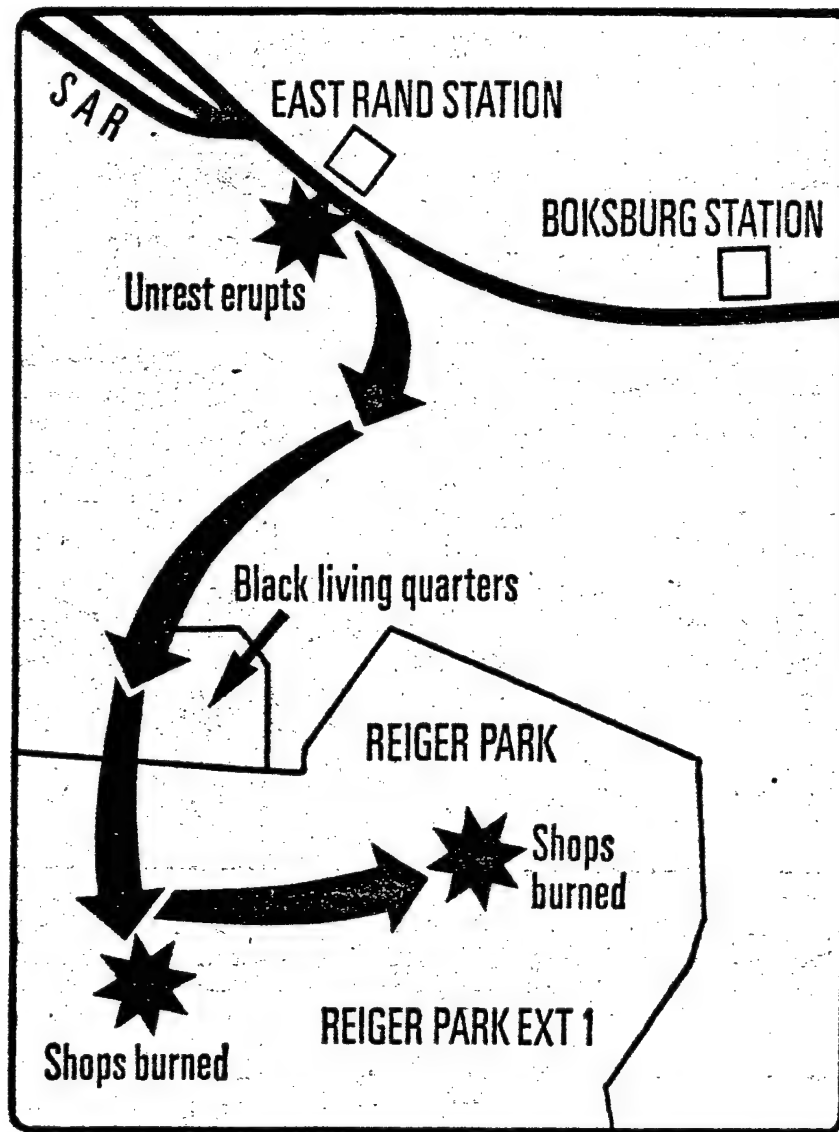 SAR
EAST RAND STATION
BOKSBURG STATION
Unrest erupts
Black living quarters
REIGER PARK
Shops
burned
REIGER PARK EXT 1
Shops burned